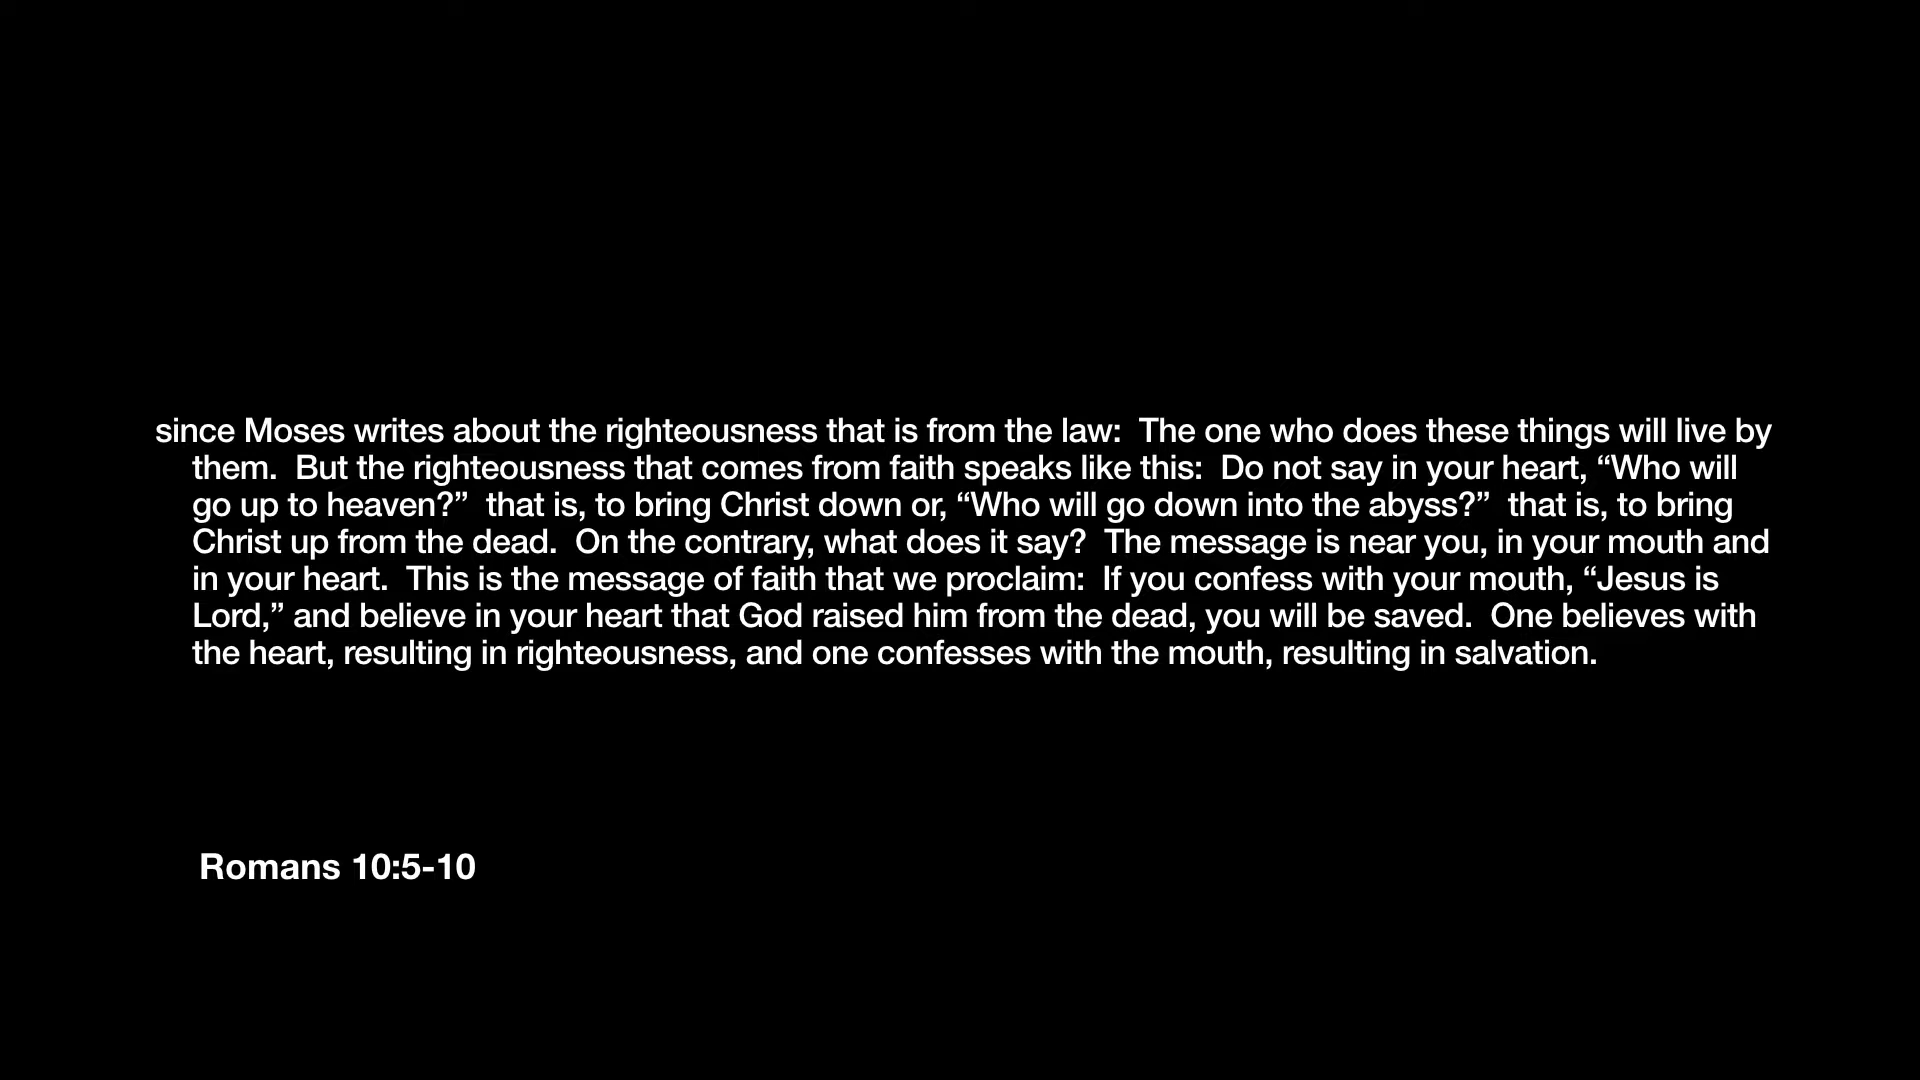 since Moses writes about the righteousness that is from the law:  The one who does these things will live by
them.  But the righteousness that comes from faith speaks like this:  Do not say in your heart, “Who will
go up to heaven?”  that is, to bring Christ down or, “Who will go down into the abyss?”  that is, to bring
Christ up from the dead.  On the contrary, what does it say?  The message is near you, in your mouth and
in your heart.  This is the message of faith that we proclaim:  If you confess with your mouth, “Jesus is
Lord,” and believe in your heart that God raised him from the dead, you will be saved.  One believes with
the heart, resulting in righteousness, and one confesses with the mouth, resulting in salvation.
Romans 10:5-10